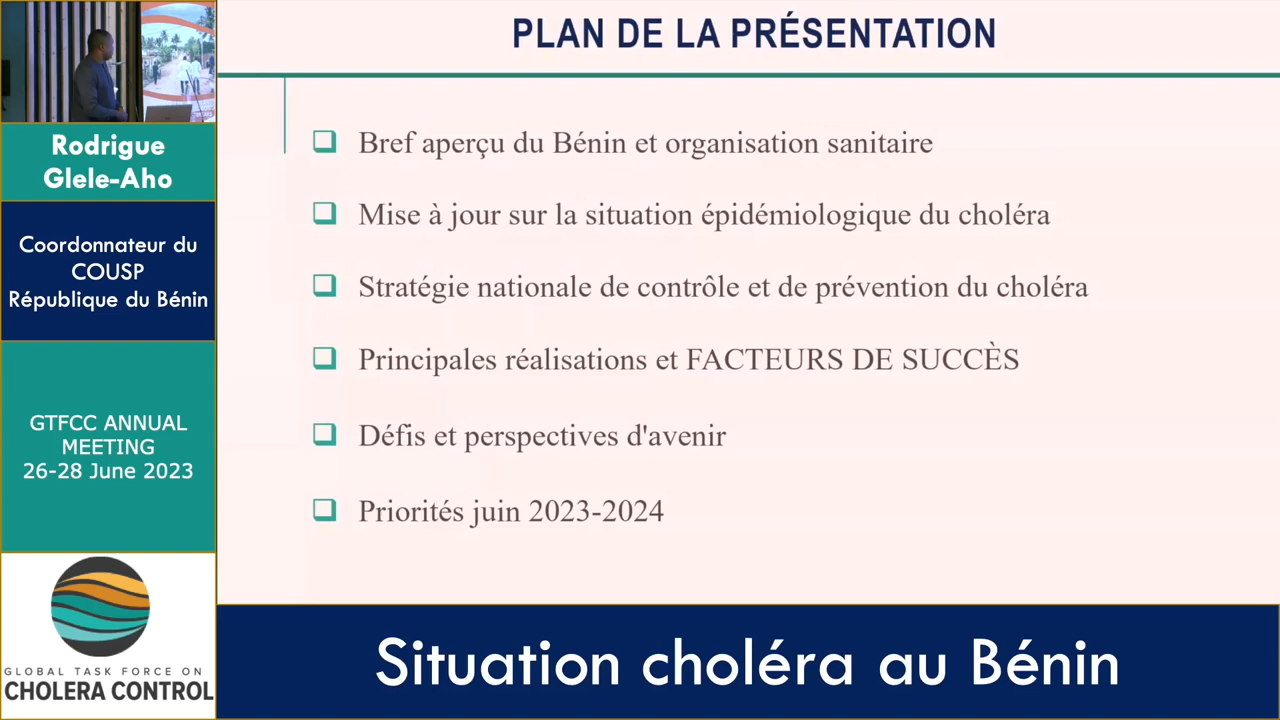 PLAN DE LA PRÉSENTATION
Bref aperçu du Bénin et organisation sanitaire
Mise à jour sur la situation épidémiologique du choléra
Stratégie nationale de contrôle et de prévention du choléra
Principales réalisations et FACTEURS DE SUCCÈS
Défis et perspectives d'avenir
Priorités juin 2023-2024
Rodrigue
Glele-Aho
Coordonnateur du
COUSP
République du Bénin
GTFCC ANNUAL
MEETING
26-28 June 2023
GLOBAL TASK FORCE ON
CHOLERA CONTROL
Situation choléra au Bénin